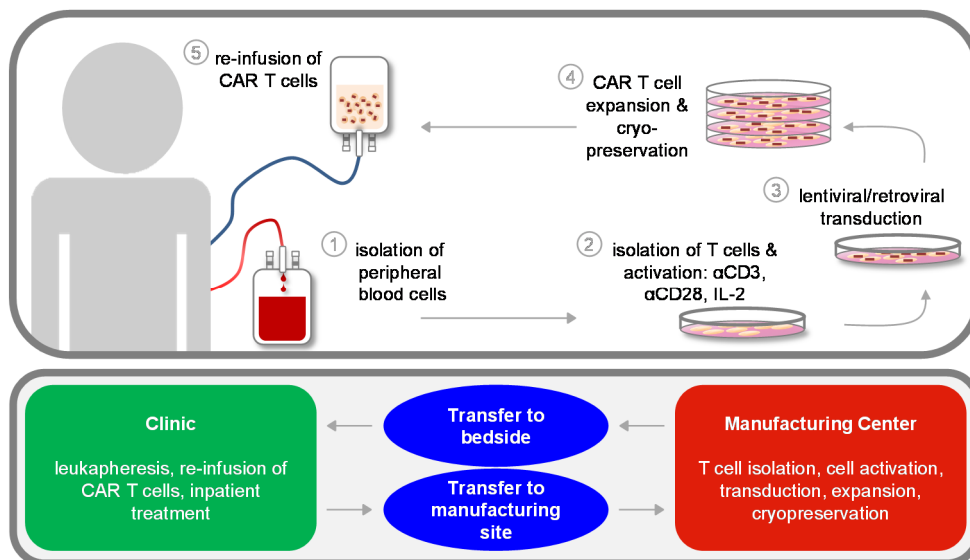 ⑤ re-infusion of
CAR T cells
④ CAR T cell
expansion &
cryo-
preservation
③ lentiviral/retroviral
transduction
① isolation of
peripheral
blood cells
② isolation of T cells &
activation: αCD3,
αCD28, IL-2
Clinic
leukapheresis, re-infusion of
CAR T cells, inpatient
treatment
Transfer to
bedside
Transfer to
manufacturing
site
Manufacturing Center
T cell isolation, cell activation,
transduction, expansion,
cryopreservation